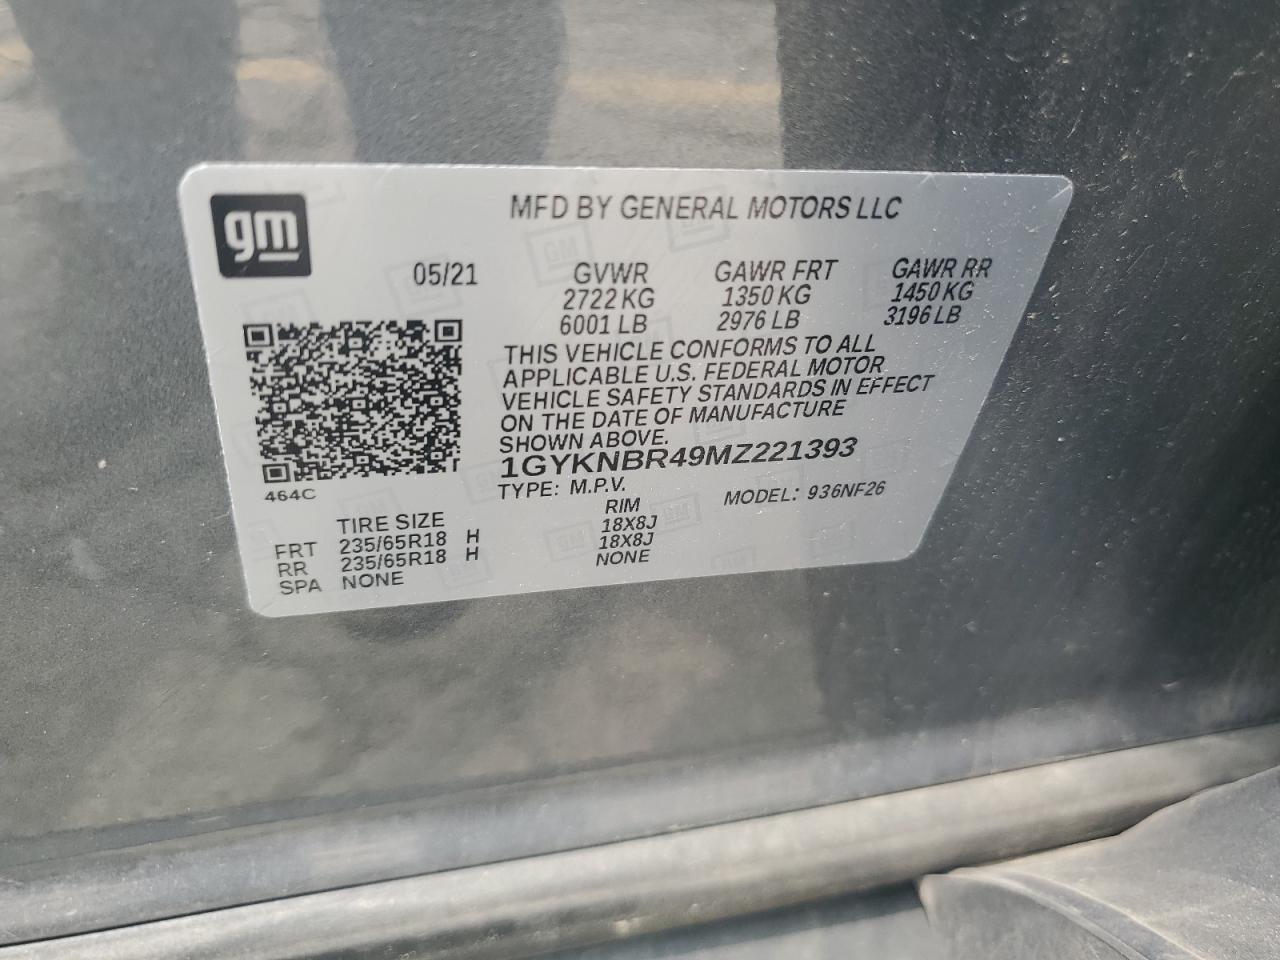 gm
MFD BY GENERAL MOTORS LLC
05/21 GVWR GAWR FRT GAWR RR
2722 KG 1350 KG 1450 KG
6001 LB 2976 LB 3196 LB
THIS VEHICLE CONFORMS TO ALL
APPLICABLE U.S. FEDERAL MOTOR
VEHICLE SAFETY STANDARDS IN EFFECT
ON THE DATE OF MANUFACTURE
SHOWN ABOVE.
1GYKNBR49MZ221393
464C
TYPE: M.P.V. MODEL: 936NF26
TIRE SIZE RIM
FRT 235/65R18 H 18X8J
RR 235/65R18 H 18X8J
SPA NONE NONE